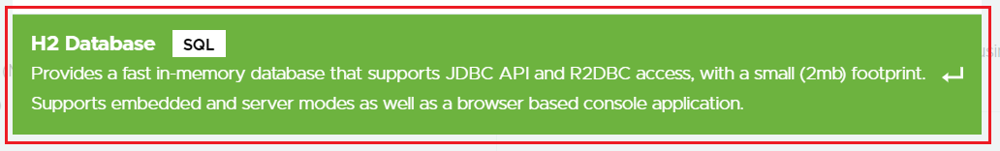 H2 Database SQL
Provides a fast in-memory database that supports JDBC API and R2DBC access, with a small (2mb) footprint.
Supports embedded and server modes as well as a browser based console application.